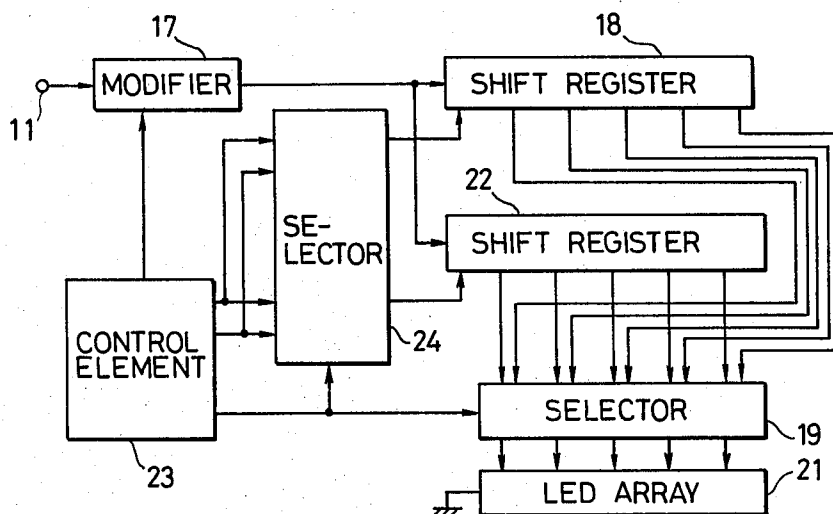 17
18
MODIFIER
SHIFT REGISTER
11
22
SE-
LECTOR
SHIFT REGISTER
CONTROL
ELEMENT
24
SELECTOR
19
23
21
LED ARRAY